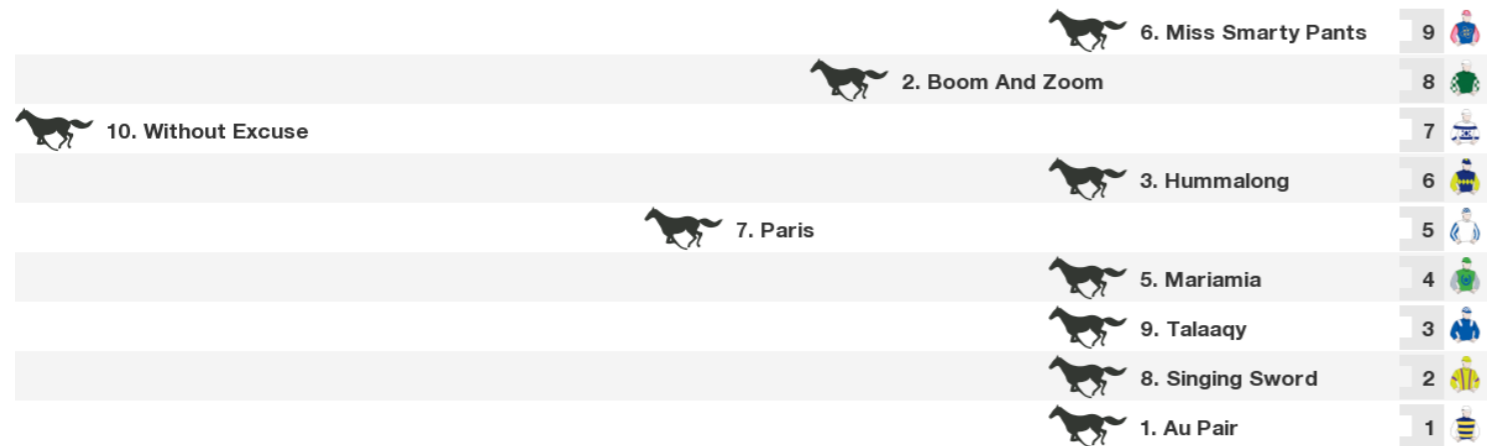 6. Miss Smarty Pants 9
2. Boom And Zoom 8
10. Without Excuse 7
3. Hummalong 6
7. Paris 5
5. Mariamia 4
9. Talaaqy 3
8. Singing Sword 2
1. Au Pair 1